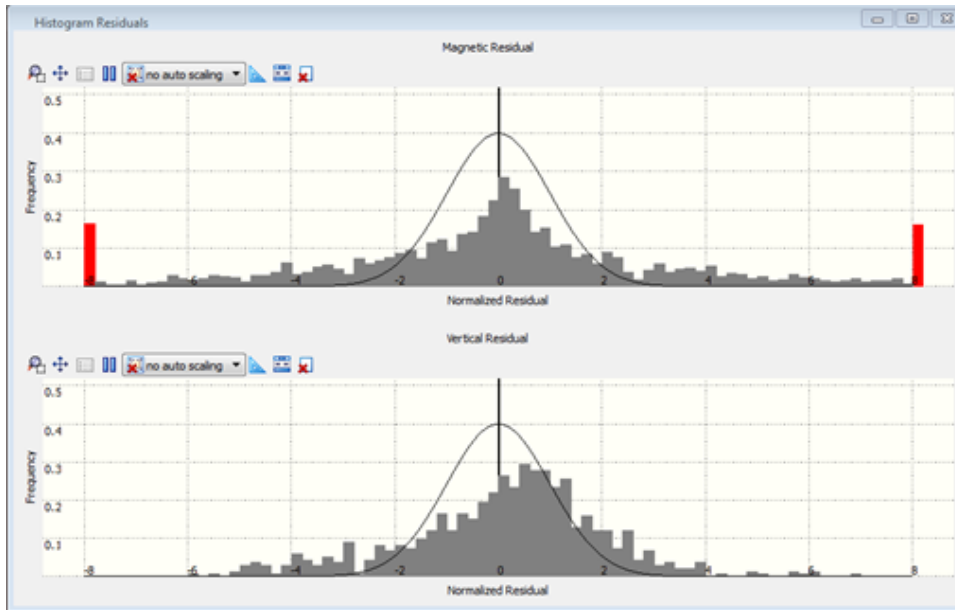 Histogram Residuals
Magnetic Residual
no auto scaling
0.5
0.4
0.3
0.2
0.1
Frequency
-8 -6 -4 -2 0 2 4 6 8
Normalized Residual
Vertical Residual
no auto scaling
0.5
0.4
0.3
0.2
0.1
Frequency
-8 -6 -4 -2 0 2 4 6 8
Normalized Residual